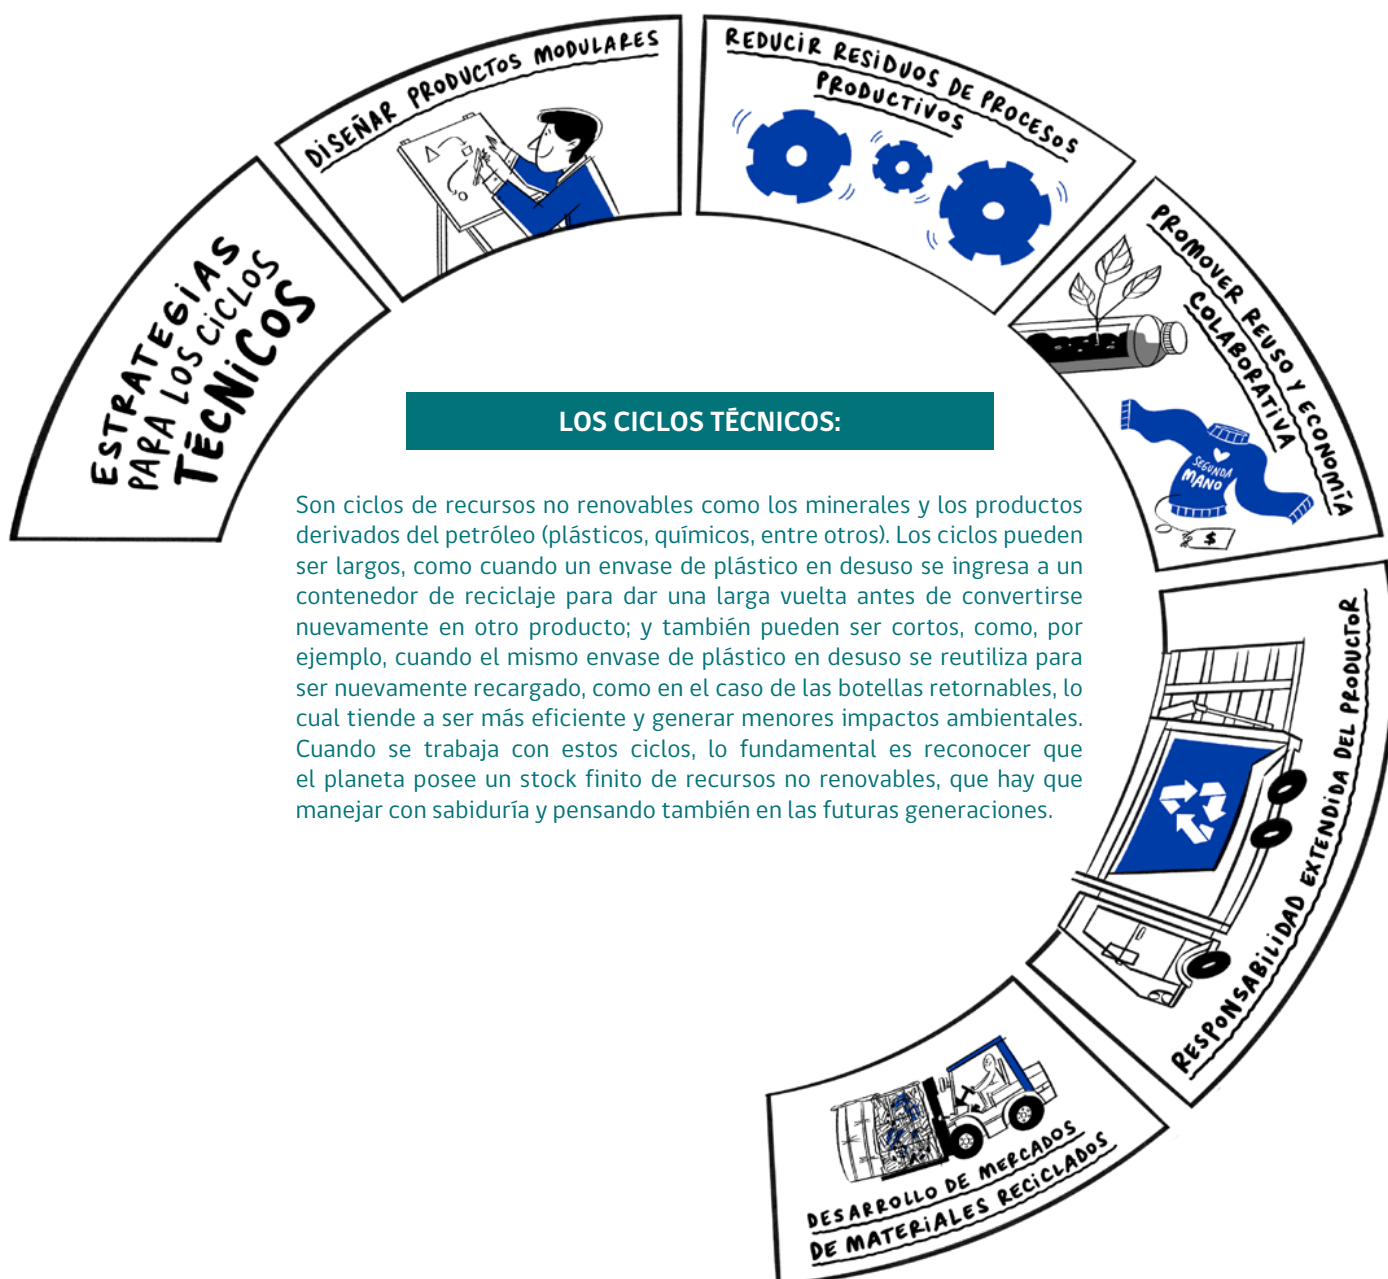 ESTRATEGIAS
PARA LOS CICLOS
TÉCNICOS
DISEÑAR PRODUCTOS MODULARES
REDUCIR RESIDUOS DE PROCESOS
PRODUCTIVOS
PROMOVER REUSO Y ECONOMÍA
COLABORATIVA
SEGUNDA
MANO
$
RESPONSABILIDAD EXTENDIDA DEL PRODUCTOR
DESARROLLO DE MERCADOS
DE MATERIALES RECICLADOS
LOS CICLOS TÉCNICOS:
Son ciclos de recursos no renovables como los minerales y los productos
derivados del petróleo (plásticos, químicos, entre otros). Los ciclos pueden
ser largos, como cuando un envase de plástico en desuso se ingresa a un
contenedor de reciclaje para dar una larga vuelta antes de convertirse
nuevamente en otro producto; y también pueden ser cortos, como, por
ejemplo, cuando el mismo envase de plástico en desuso se reutiliza para
ser nuevamente recargado, como en el caso de las botellas retornables, lo
cual tiende a ser más eficiente y generar menores impactos ambientales.
Cuando se trabaja con estos ciclos, lo fundamental es reconocer que
el planeta posee un stock finito de recursos no renovables, que hay que
manejar con sabiduría y pensando también en las futuras generaciones.